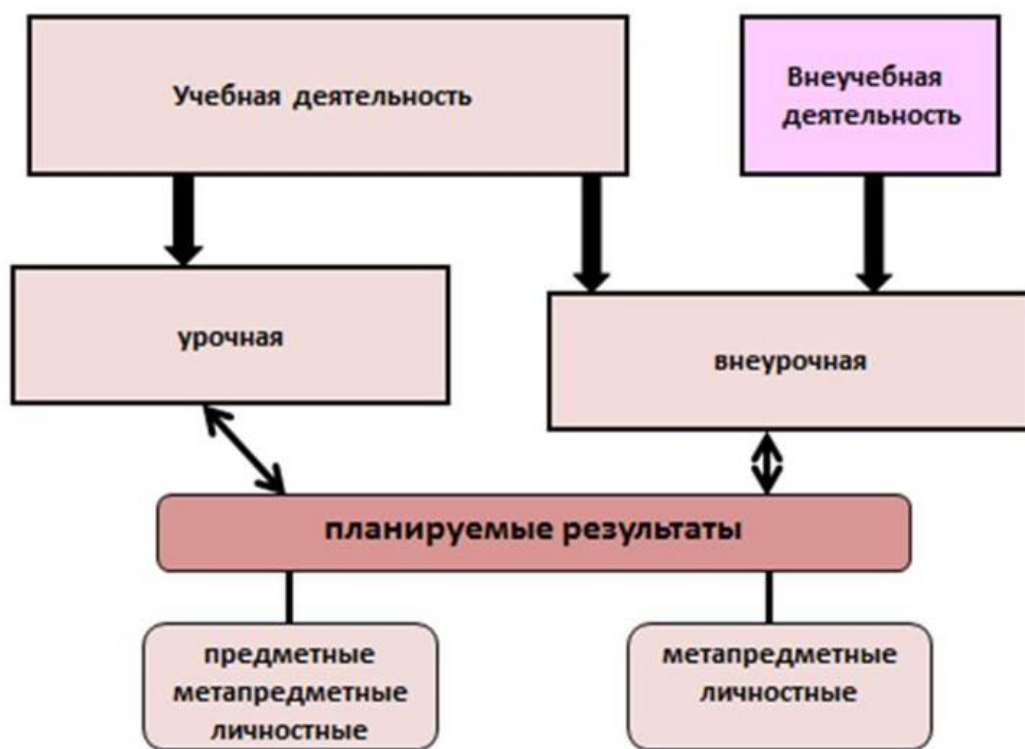 Учебная деятельность
Внеучебная
деятельность
урочная
внеурочная
планируемые результаты
предметные
метапредметные
личностные
метапредметные
личностные